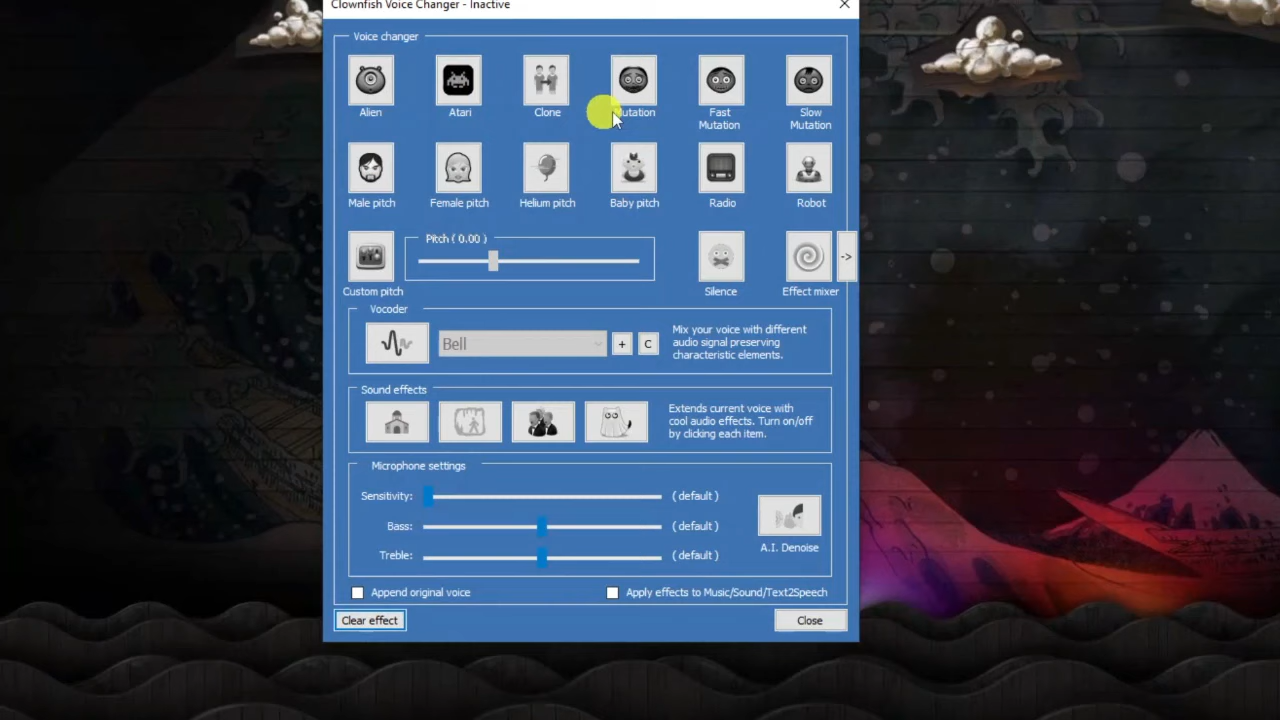 Clownfish Voice Changer - Inactive
Voice changer
Alien
Atari
Clone
utation
Fast
Mutation
Slow
Mutation
Male pitch
Female pitch
Helium pitch
Baby pitch
Radio
Robot
Custom pitch
Pitch ( 0.00 )
Silence
Effect mixer
->
Vocoder
Bell
+
C
Mix your voice with different
audio signal preserving
characteristic elements.
Sound effects
Extends current voice with
cool audio effects. Turn on/off
by clicking each item.
Microphone settings
Sensitivity: ( default )
Bass: ( default )
Treble: ( default )
A.I. Denoise
Append original voice
Apply effects to Music/Sound/Text2Speech
Clear effect
Close